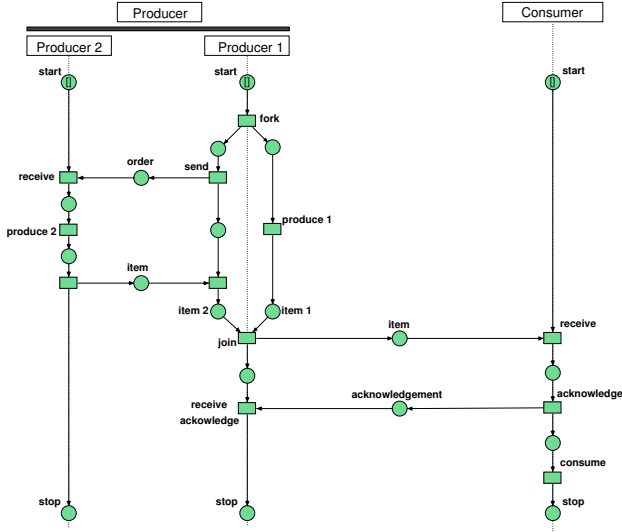 Producer
Consumer
Producer 2
Producer 1
start
start
start
fork
order
send
receive
produce 1
produce 2
item
item 2
item 1
item
receive
join
acknowledgement
acknowledge
receive
ackowledge
consume
stop
stop
stop